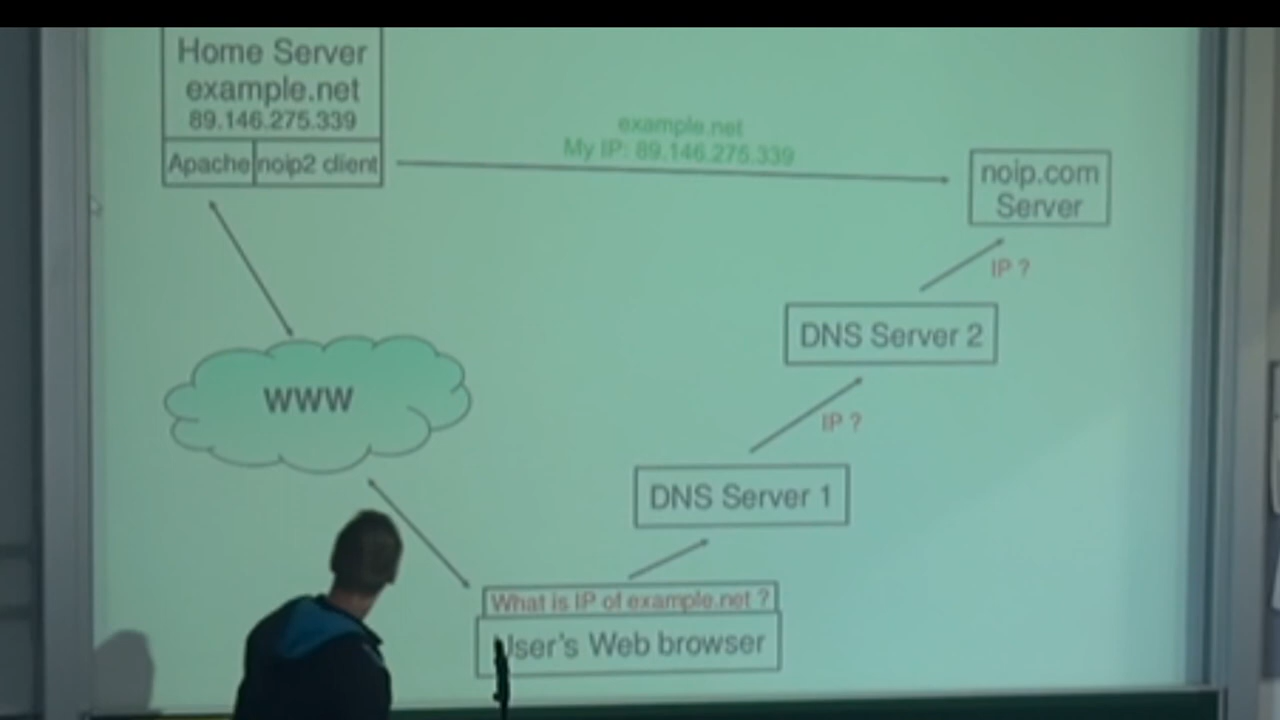 Home Server
example.net
89.146.275.339
Apache
noip2 client
example.net
My IP: 89.146.275.339
noip.com
Server
IP ?
DNS Server 2
IP ?
WWW
DNS Server 1
What is IP of example.net ?
User's Web browser